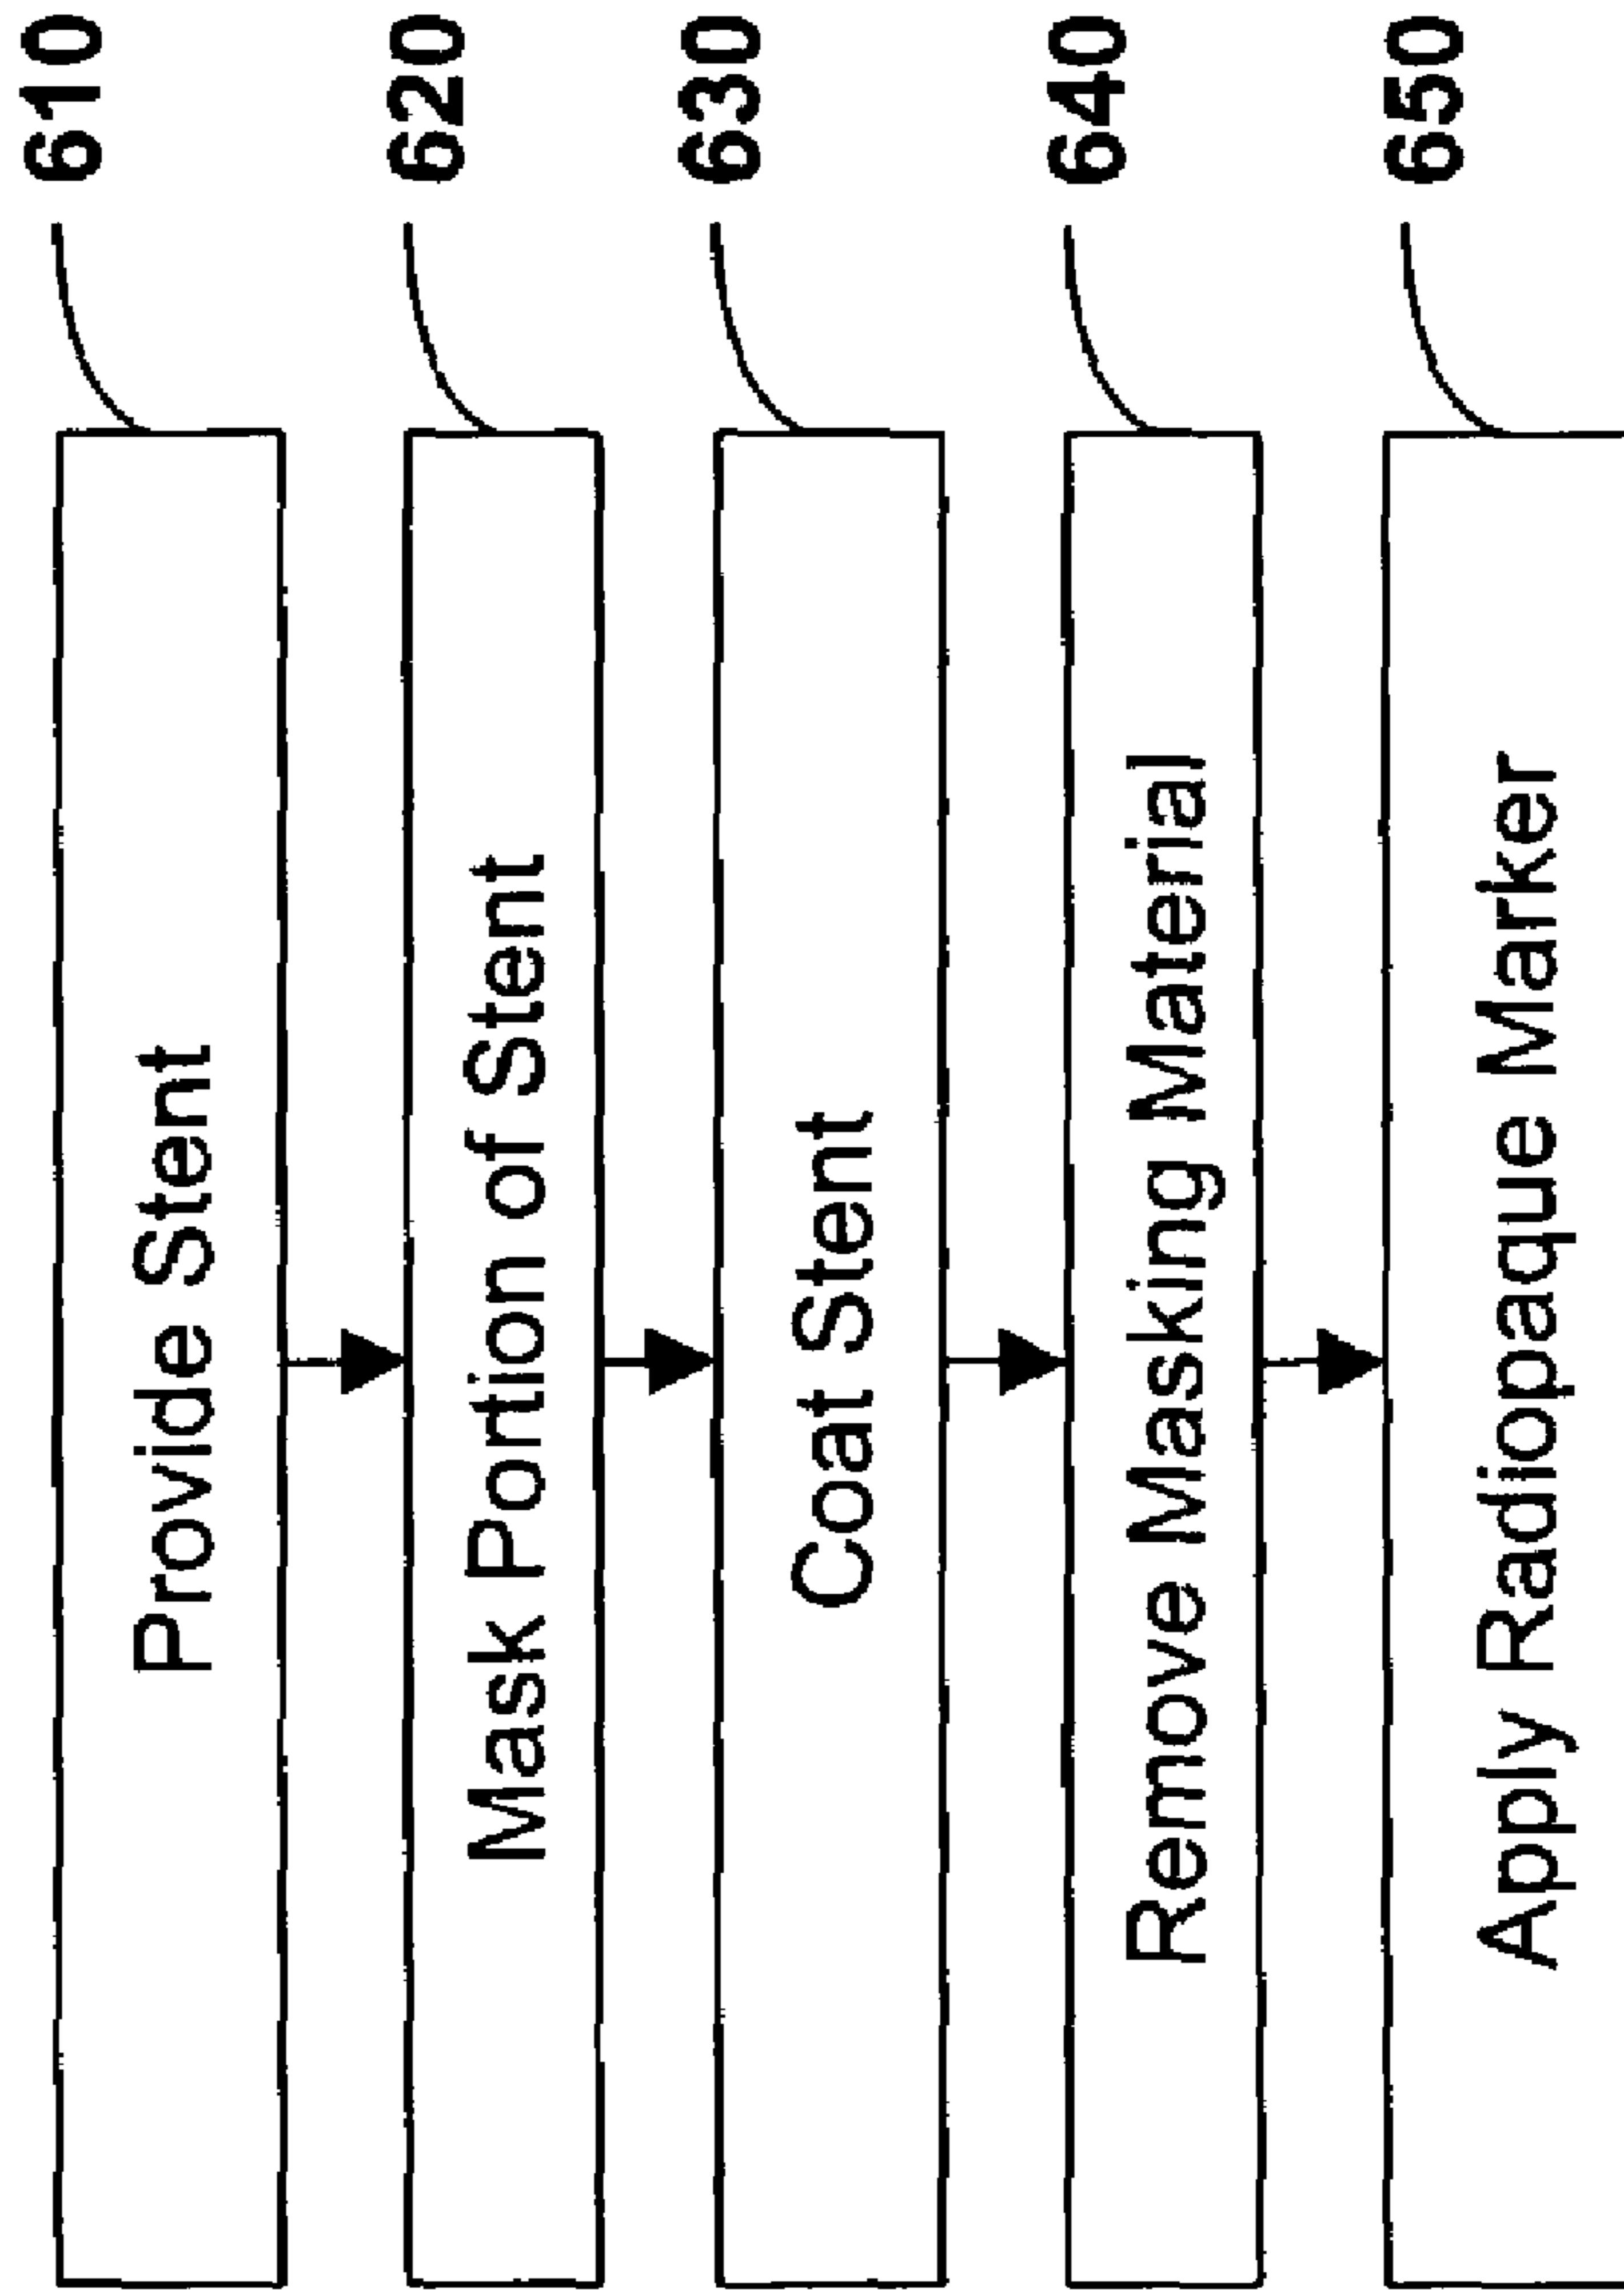 Provide Stent 610
Mask Portion of Stent 620
Coat Stent 630
Remove Masking Material 640
Apply Radiopaque Marker 650